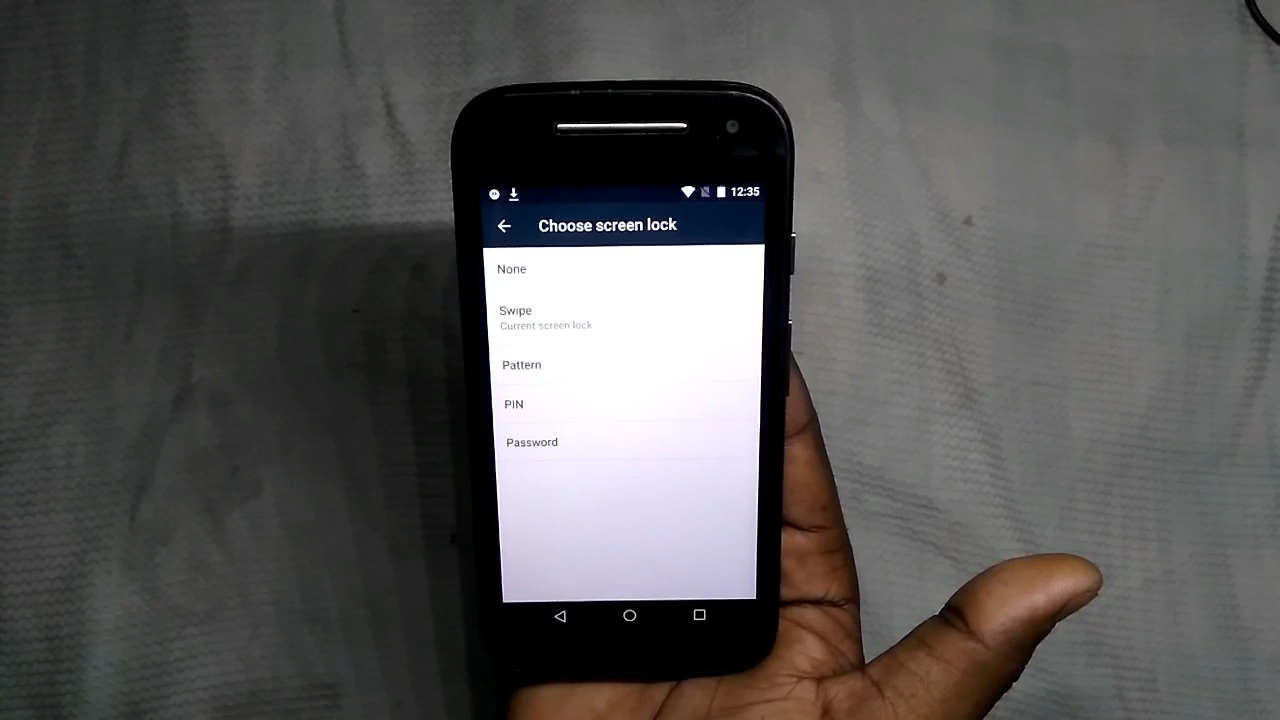 12:35
Choose screen lock
None
Swipe
Current screen lock
Pattern
PIN
Password